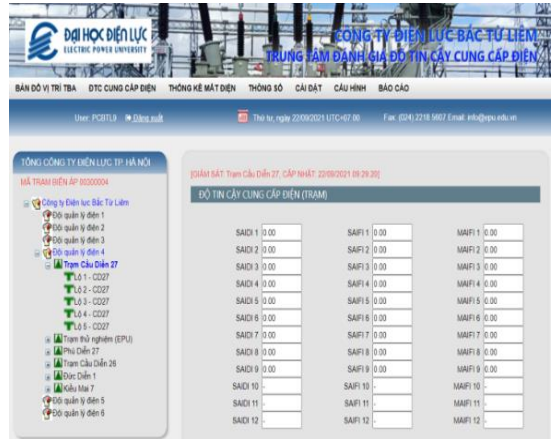 ĐẠI HỌC ĐIỆN LỰC
ELECTRIC POWER UNIVERSITY
CÔNG TY ĐIỆN LỰC BẮC TỪ LIÊM
TRUNG TÂM ĐÁNH GIÁ ĐỘ TIN CẬY CUNG CẤP ĐIỆN
BẢN ĐỒ VỊ TRÍ TBA ĐTC CUNG CẤP ĐIỆN THỐNG KÊ MẤT ĐIỆN THÔNG SỐ CÀI ĐẶT CẤU HÌNH BÁO CÁO
User: PCBTL9 Đăng xuất Thứ tư, ngày 22/09/2021 UTC+07:00 Fax: (024) 2218 5607 Email: info@epu.edu.vn
TỔNG CÔNG TY ĐIỆN LỰC TP. HÀ NỘI
MÃ TRẠM BIẾN ÁP 00300004
Công ty Điện lực Bắc Từ Liêm
Đội quản lý điện 1
Đội quản lý điện 2
Đội quản lý điện 3
Đội quản lý điện 4
Trạm Cầu Diễn 27
Lộ 1 - CD27
Lộ 2 - CD27
Lộ 3 - CD27
Lộ 4 - CD27
Lộ 5 - CD27
Trạm thử nghiệm (EPU)
Phú Diễn 27
Trạm Cầu Diễn 26
Đức Diễn 1
Kiều Mai 7
Đội quản lý điện 5
Đội quản lý điện 6
[GIÁM SÁT: Trạm Cầu Diễn 27, CẬP NHẬT: 22/09/2021 09:29:20]
ĐỘ TIN CẬY CUNG CẤP ĐIỆN (TRẠM)
SAIDI 1 0.00 SAIFI 1 0.00 MAIFI 1 0.00
SAIDI 2 0.00 SAIFI 2 0.00 MAIFI 2 0.00
SAIDI 3 0.00 SAIFI 3 0.00 MAIFI 3 0.00
SAIDI 4 0.00 SAIFI 4 0.00 MAIFI 4 0.00
SAIDI 5 0.00 SAIFI 5 0.00 MAIFI 5 0.00
SAIDI 6 0.00 SAIFI 6 0.00 MAIFI 6 0.00
SAIDI 7 0.00 SAIFI 7 0.00 MAIFI 7 0.00
SAIDI 8 0.00 SAIFI 8 0.00 MAIFI 8 0.00
SAIDI 9 0.00 SAIFI 9 0.00 MAIFI 9 0.00
SAIDI 10 - SAIFI 10 - MAIFI 10 -
SAIDI 11 - SAIFI 11 - MAIFI 11 -
SAIDI 12 - SAIFI 12 - MAIFI 12 -